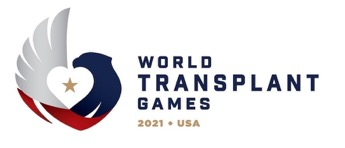 WORLD
TRANSPLANT
GAMES
2021 + USA